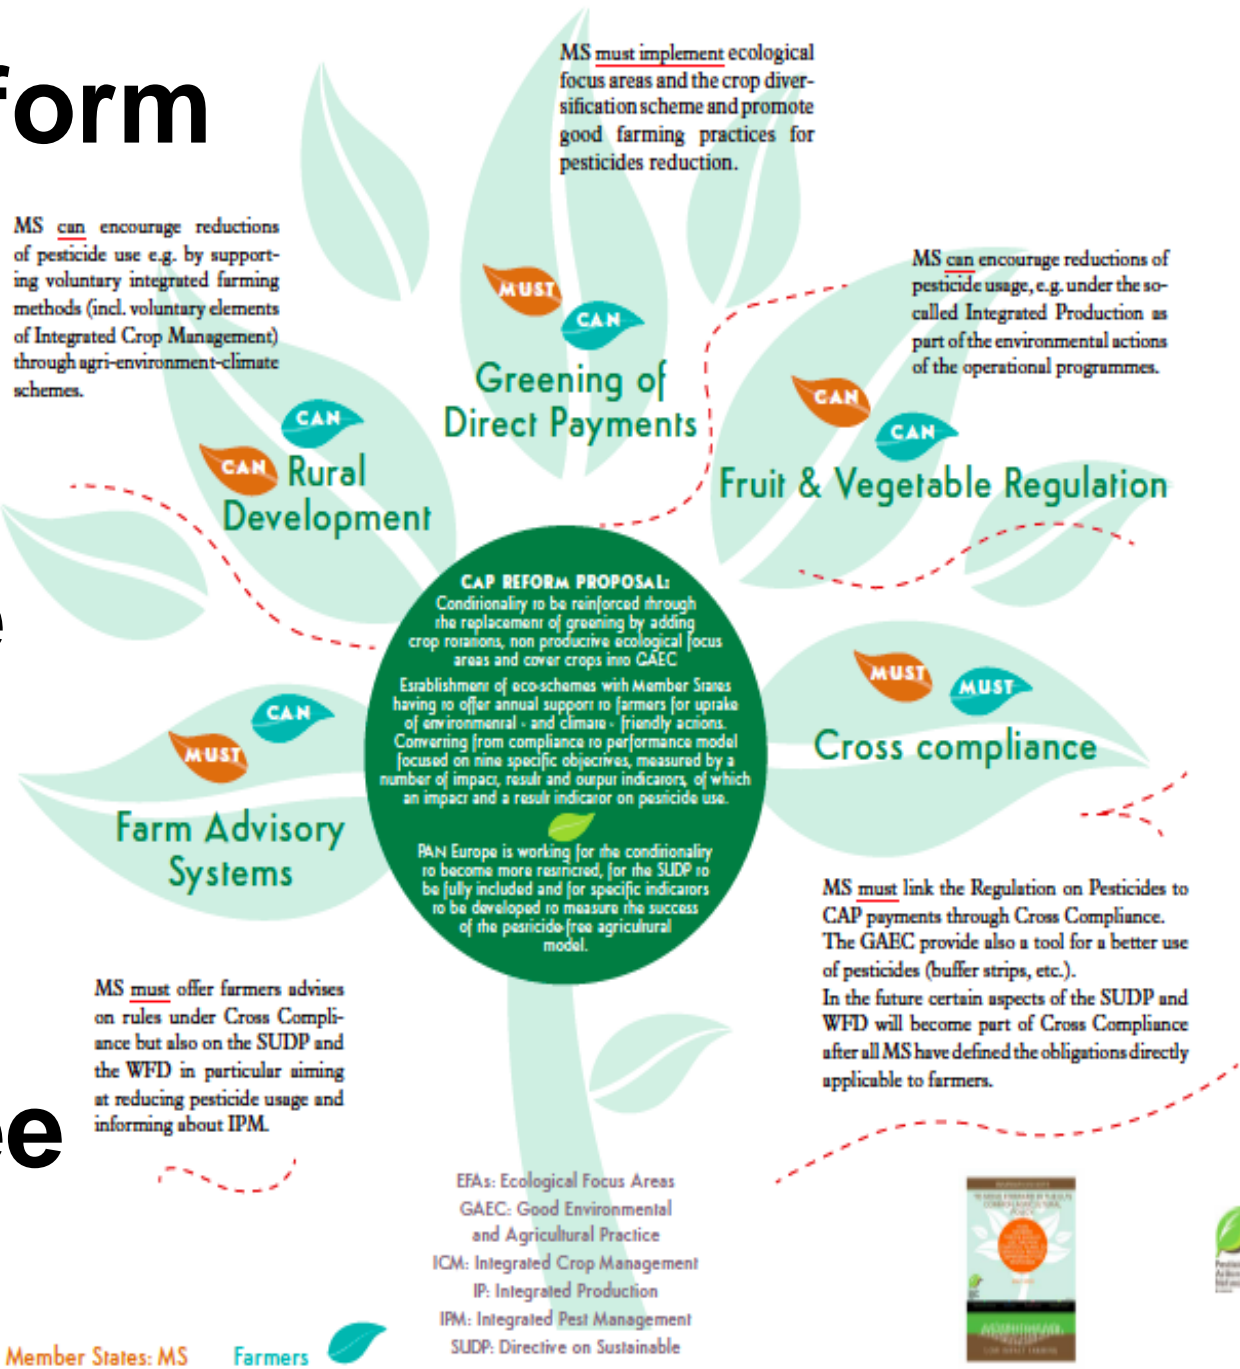 form
MS must implement ecological
focus areas and the crop diver-
sification scheme and promote
good farming practices for
pesticides reduction.
MS can encourage reductions
of pesticide use e.g. by support-
ing voluntary integrated farming
methods (incl. voluntary elements
of Integrated Crop Management)
through agri-environment-climate
schemes.
MS can encourage reductions of
pesticide usage, e.g. under the so-
called Integrated Production as
part of the environmental actions
of the operational programmes.
MUST
CAN
Greening of
Direct Payments
CAN
CAN
Fruit & Vegetable Regulation
CAN
CAN
Rural
Development
e
CAP REFORM PROPOSAL:
Conditionality to be reinforced through
the replacement of greening by adding
crop rotations, non productive ecological focus
areas and cover crops into GAEC
Establishment of eco-schemes with Member States
having to offer annual support to farmers for uptake
of environmental - and climate - friendly actions.
Converting from compliance to performance model
focused on nine specific objectives, measured by a
number of impact, result and output indicators, of which
an impact and a result indicator on pesticide use.
PAN Europe is working for the conditionality
to become more restricted, for the SUDP to
be fully included and for specific indicators
to be developed to measure the success
of the pesticide-free agricultural
model.
MUST
MUST
Cross compliance
CAN
MUST
Farm Advisory
Systems
MS must link the Regulation on Pesticides to
CAP payments through Cross Compliance.
The GAEC provide also a tool for a better use
of pesticides (buffer strips, etc.).
In the future certain aspects of the SUDP and
WFD will become part of Cross Compliance
after all MS have defined the obligations directly
applicable to farmers.
MS must offer farmers advises
on rules under Cross Compli-
ance but also on the SUDP and
the WFD in particular aiming
at reducing pesticide usage and
informing about IPM.
ee
EFAs: Ecological Focus Areas
GAEC: Good Environmental
and Agricultural Practice
ICM: Integrated Crop Management
IP: Integrated Production
IPM: Integrated Pest Management
SUDP: Directive on Sustainable
Member States: MS
Farmers